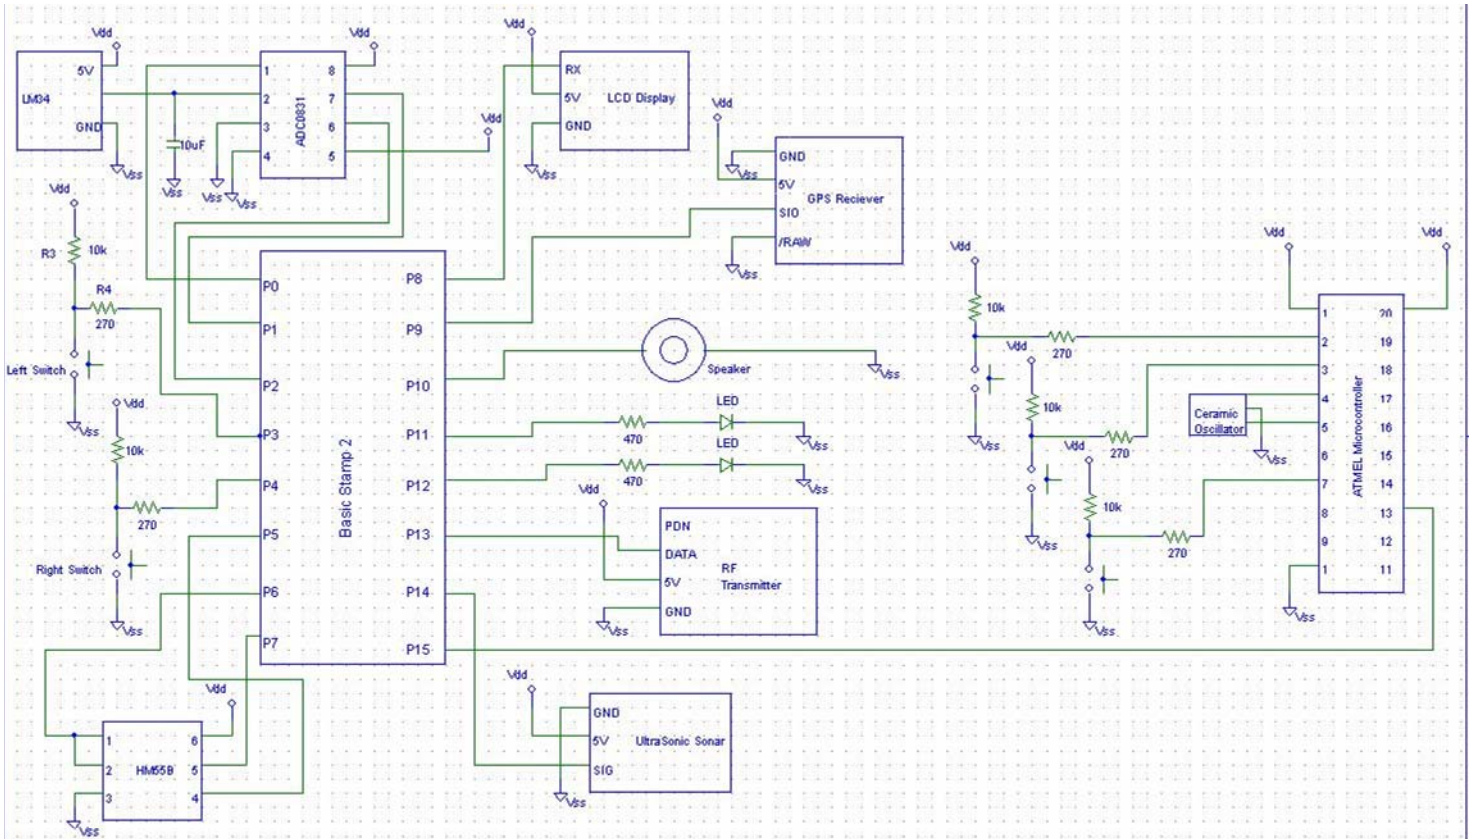 Vdd
Vdd
Vdd
5V
LM34
GND
Vss
10uF
Vss
1
2
3
4
ADC0831
8
7
6
5
Vdd
Vss
Vss
RX
5V
GND
LCD Display
Vss
Vdd
GND
5V
SIO
/RAW
GPS Reciever
Vss
Vss
Vdd
R3
10k
R4
270
Left Switch
Vss
Vdd
10k
270
Right Switch
Vss
P0
P1
P2
P3
P4
P5
P6
P7
Basic Stamp 2
P8
P9
P10
P11
P12
P13
P14
P15
Speaker
Vss
LED
470
Vss
LED
470
Vss
Vdd
PDN
DATA
5V
GND
RF
Transmitter
Vss
Vdd
GND
5V
SIG
UltraSonic Sonar
Vss
Vdd
1
2
3
HM55B
6
5
4
Vss
Vdd
10k
270
Vss
Vdd
10k
270
Vss
Vdd
10k
270
Vss
Ceramic
Oscillator
Vss
Vdd
Vdd
1
2
3
4
5
6
7
8
9
1
ATMEL Microcontroller
20
19
18
17
16
15
14
13
12
11
Vss